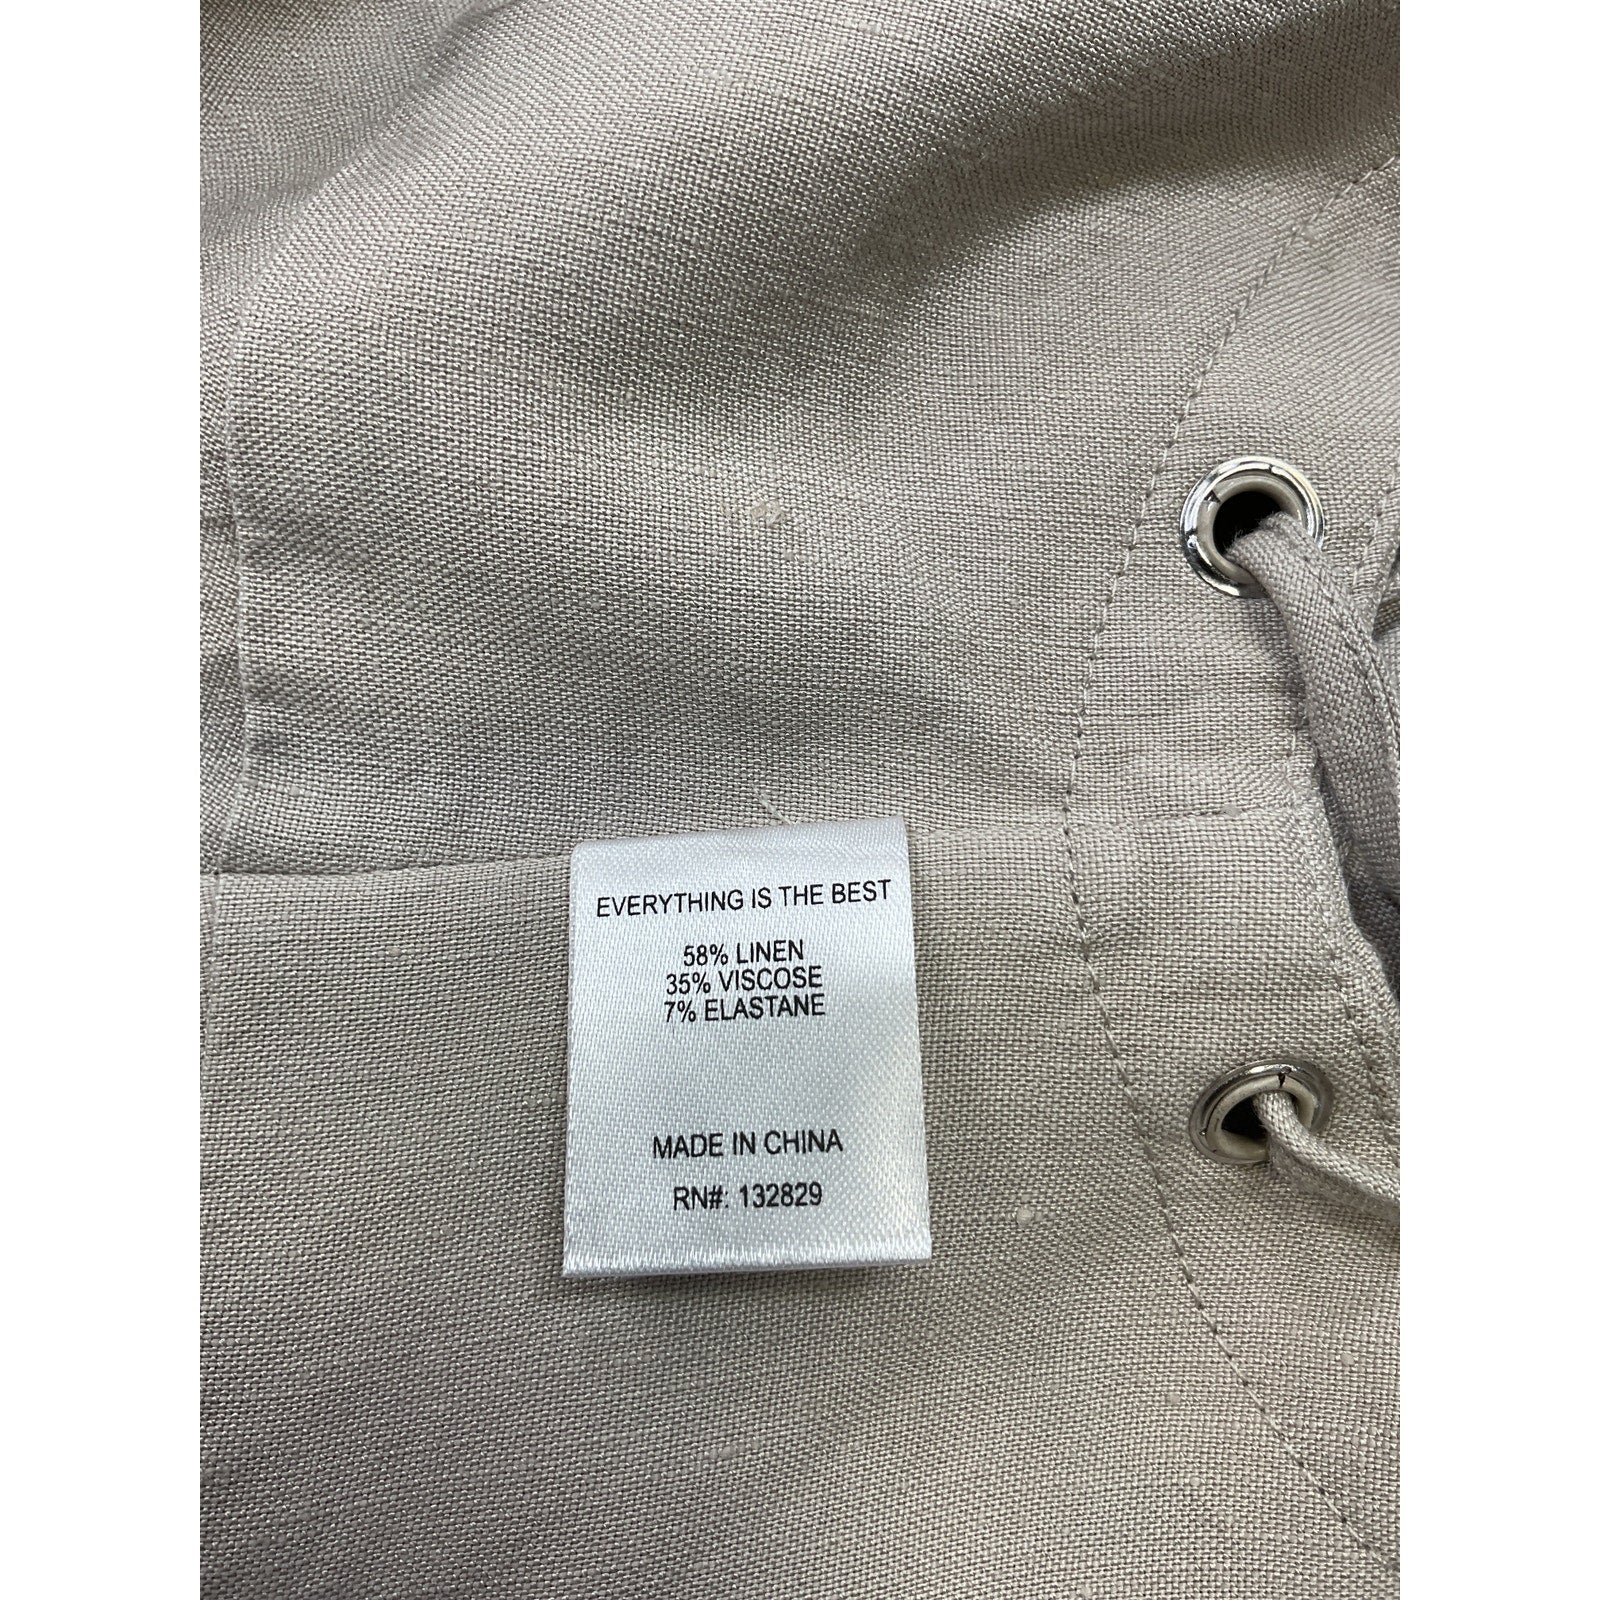 EVERYTHING IS THE BEST
58% LINEN
35% VISCOSE
7% ELASTANE
MADE IN CHINA
RN#: 132829